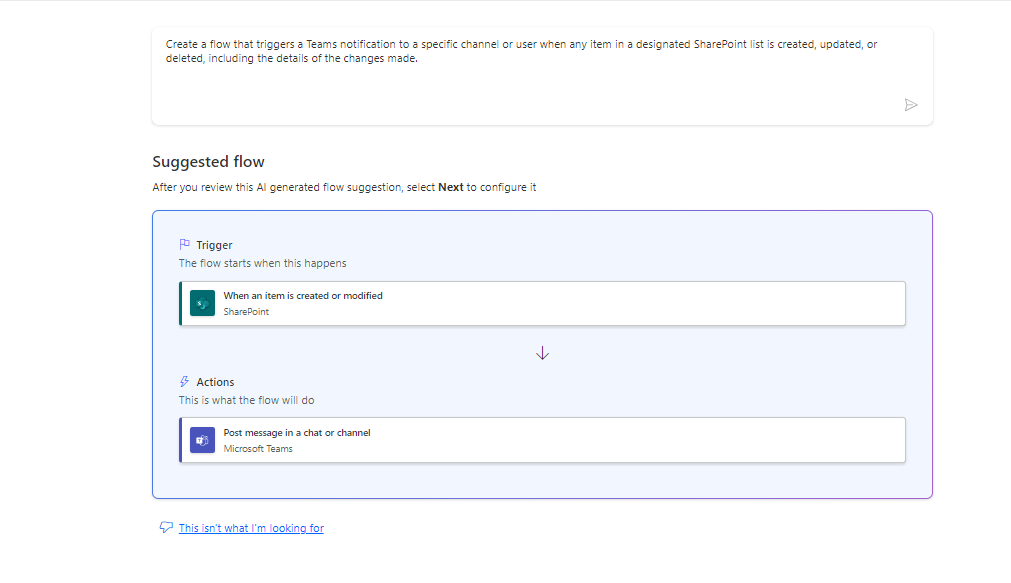 Create a flow that triggers a Teams notification to a specific channel or user when any item in a designated SharePoint list is created, updated, or
deleted, including the details of the changes made.
Suggested flow
After you review this AI generated flow suggestion, select Next to configure it
Trigger
The flow starts when this happens
When an item is created or modified
SharePoint
Actions
This is what the flow will do
Post message in a chat or channel
Microsoft Teams
This isn't what I'm looking for